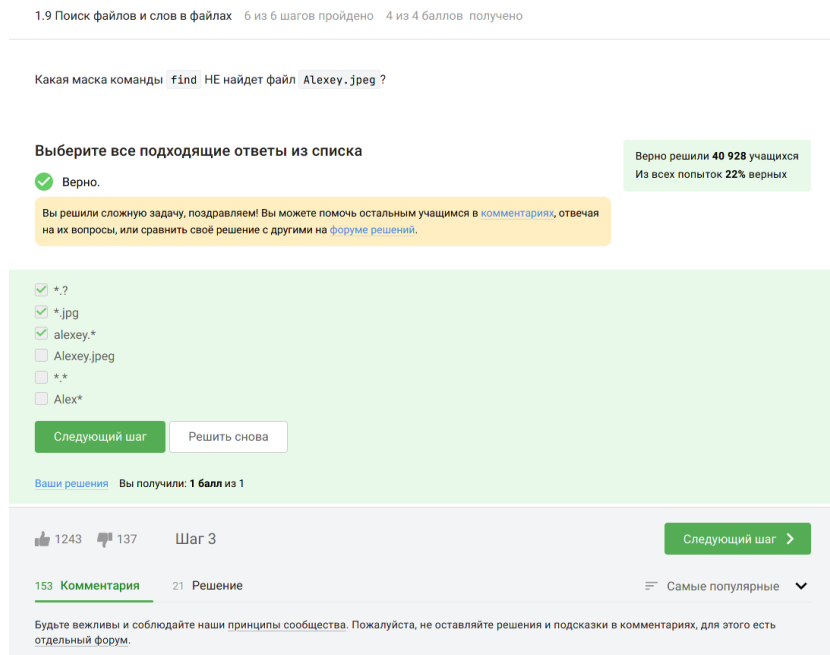 1.9 Поиск файлов и слов в файлах 6 из 6 шагов пройдено 4 из 4 баллов получено
Какая маска команды find НЕ найдет файл Alexey.jpeg ?
Выберите все подходящие ответы из списка
Верно решили 40 928 учащихся
Из всех попыток 22% верных
Верно.
Вы решили сложную задачу, поздравляем! Вы можете помочь остальным учащимся в комментариях, отвечая
на их вопросы, или сравнить своё решение с другими на форуме решений.
*.?
*.jpg
alexey.*
Alexey.jpeg
*.*
Alex*
Следующий шаг Решить снова
Ваши решения Вы получили: 1 балл из 1
1243 137 Шаг 3 Следующий шаг
153 Комментария 21 Решение Самые популярные
Будьте вежливы и соблюдайте наши принципы сообщества. Пожалуйста, не оставляйте решения и подсказки в комментариях, для этого есть
отдельный форум.